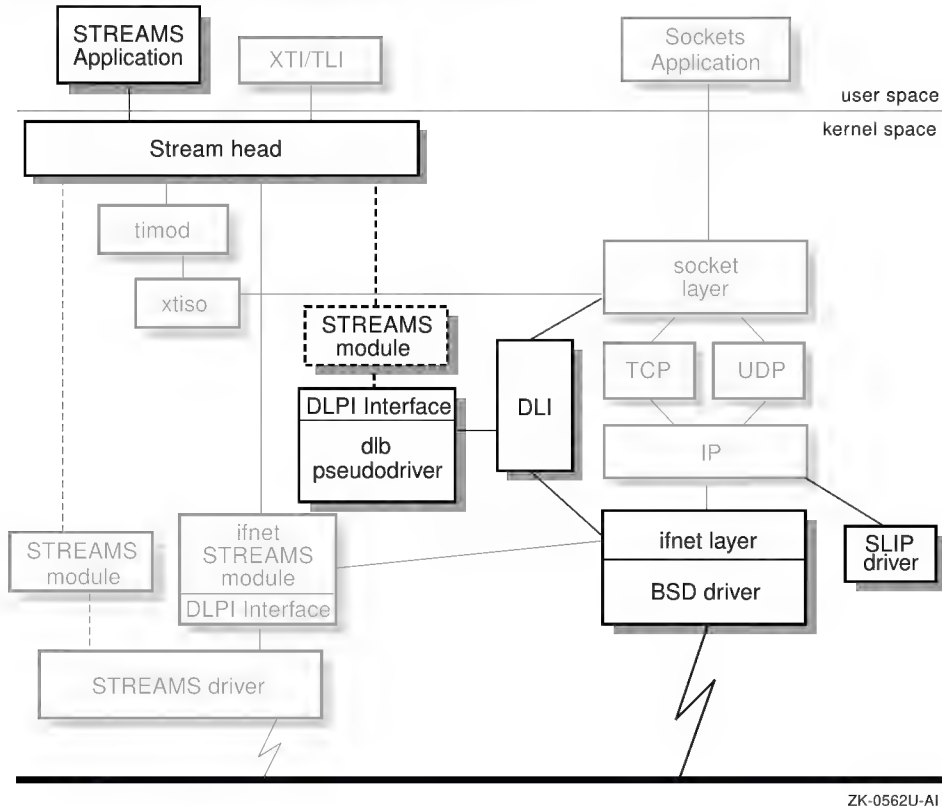 STREAMS
Application
XTI/TLI
Sockets
Application
user space
kernel space
Stream head
timod
xtiso
socket
layer
STREAMS
module
TCP
UDP
DLI
DLPI Interface
dlb
pseudodriver
IP
STREAMS
module
ifnet
STREAMS
module
DLPI Interface
ifnet layer
BSD driver
SLIP
driver
STREAMS driver
ZK-0562U-AI